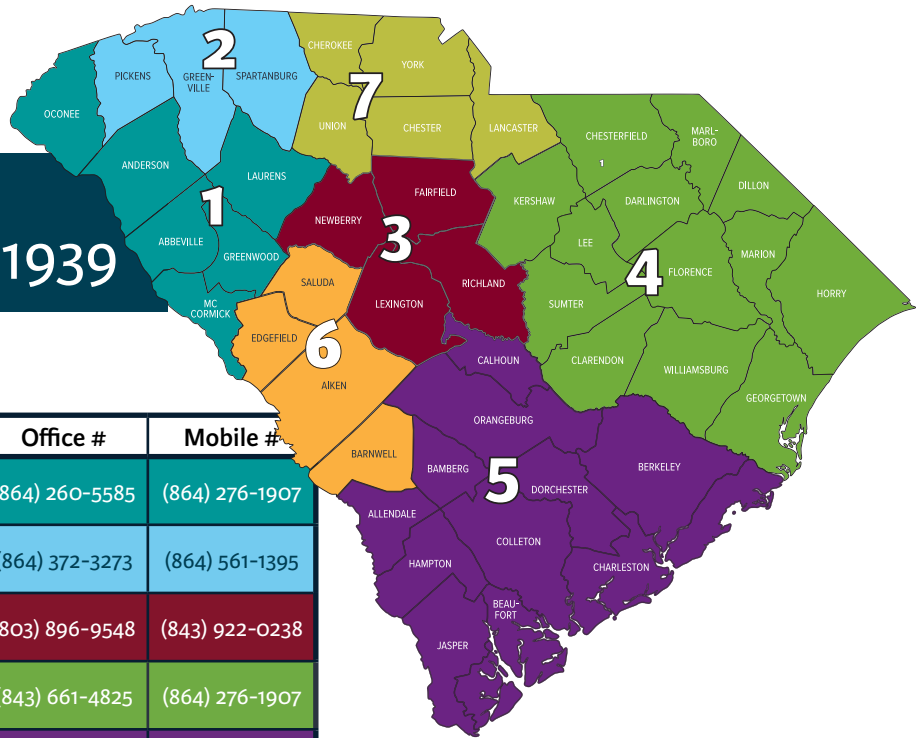 2
7
CHEROKEE
YORK
PICKENS
GREEN-
VILLE
SPARTANBURG
OCONEE
UNION
CHESTER
LANCASTER
CHESTERFIELD
1
MARL-
BORO
ANDERSON
LAURENS
FAIRFIELD
KERSHAW
DARLINGTON
DILLON
1
NEWBERRY
3
ABBEVILLE
GREENWOOD
LEE
4
FLORENCE
MARION
1939
SALUDA
LEXINGTON
RICHLAND
SUMTER
HORRY
MC
CORMICK
EDGEFIELD
6
CALHOUN
CLARENDON
WILLIAMSBURG
AIKEN
GEORGETOWN
ORANGEBURG
BARNWELL
BAMBERG
5
DORCHESTER
BERKELEY
ALLENDALE
COLLETON
HAMPTON
CHARLESTON
BEAU-
FORT
JASPER
Office # Mobile #
864) 260-5585 (864) 276-1907
(864) 372-3273 (864) 561-1395
803) 896-9548 (843) 922-0238
(843) 661-4825 (864) 276-1907